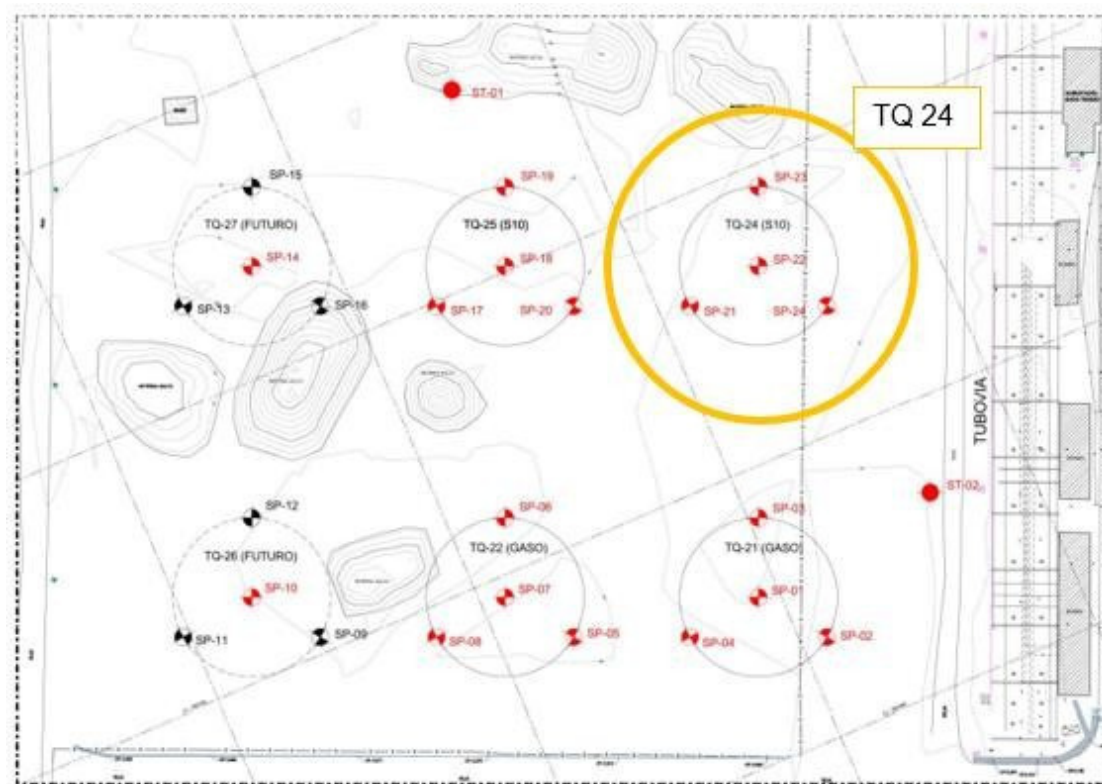 TQ 24
ST-01
SP-15
SP-19
SP-23
TQ-27 (FUTURO)
TQ-25 (S10)
TQ-24 (S10)
SP-14
SP-18
SP-22
SP-13
SP-16
SP-17
SP-20
SP-21
SP-24
TUBOVIA
ST-02
SP-12
SP-06
SP-03
TQ-26 (FUTURO)
TQ-22 (GASO)
TQ-21 (GASO)
SP-10
SP-07
SP-01
SP-11
SP-09
SP-08
SP-05
SP-04
SP-02